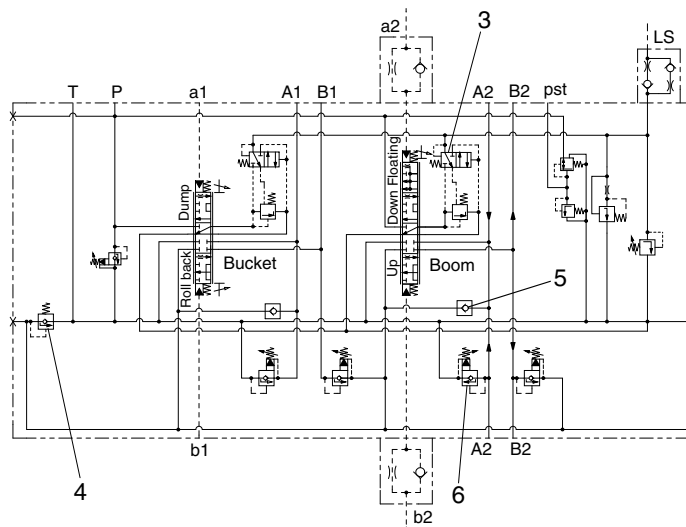 a2
3
LS
T
P
a1
A1
B1
A2
B2
pst
Dump
Roll back
Bucket
Down Floating
Up
Boom
5
4
b1
6
A2
B2
b2